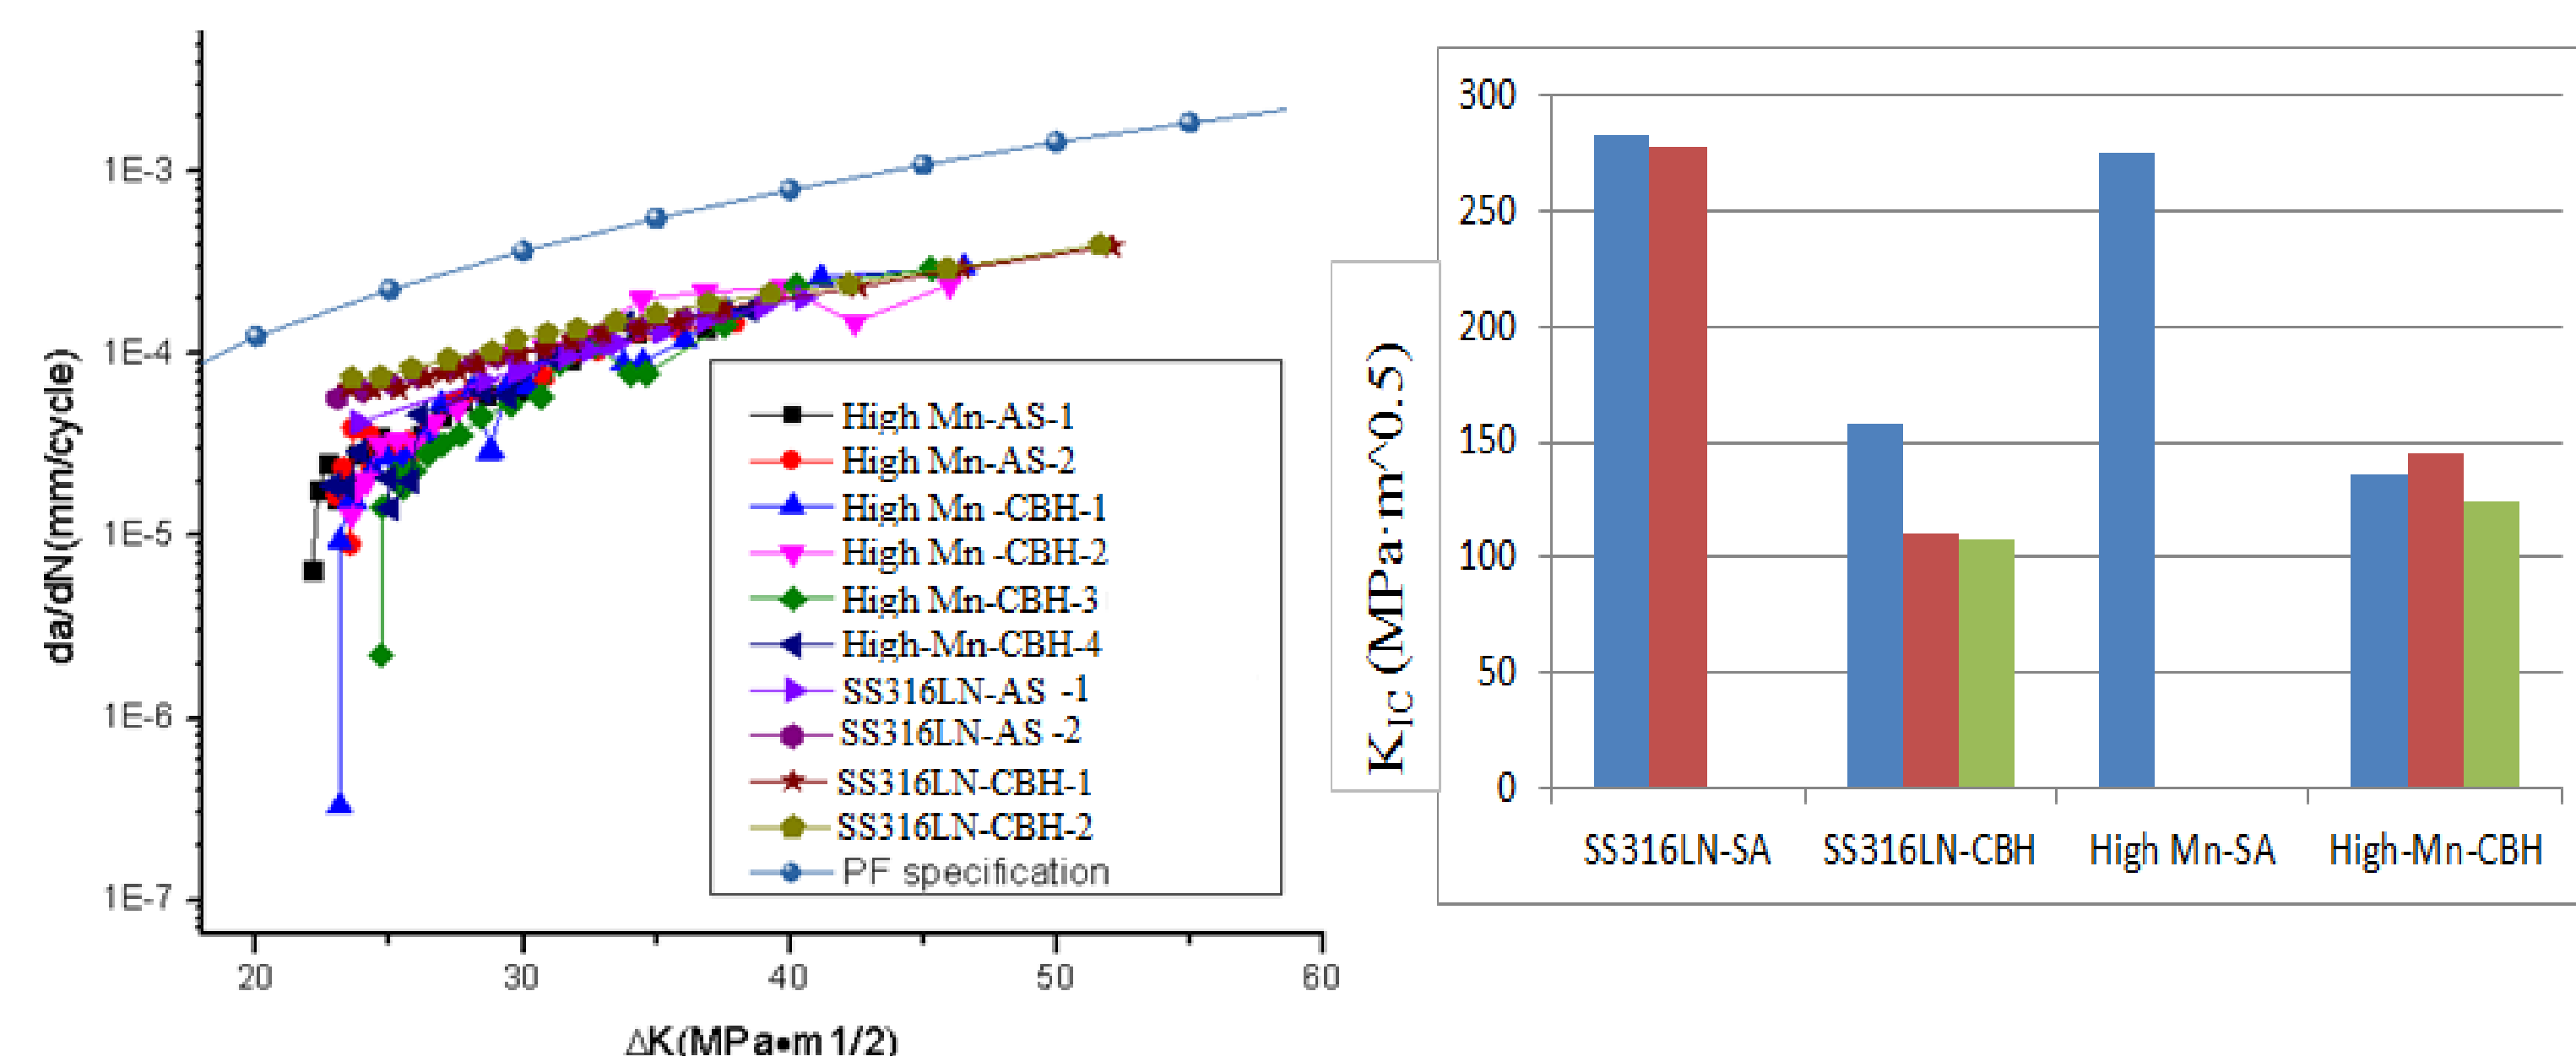 1E-3
1E-4
1E-5
1E-6
1E-7
da/dN(mm/cycle)
20 30 40 50 60
ΔK(MPa•m1/2)
High Mn-AS-1
High Mn-AS-2
High Mn -CBH-1
High Mn -CBH-2
High Mn-CBH-3
High-Mn-CBH-4
SS316LN-AS -1
SS316LN-AS -2
SS316LN-CBH-1
SS316LN-CBH-2
PF specification
K_IC (MPa·m^0.5)
300
250
200
150
100
50
0
SS316LN-SA SS316LN-CBH High Mn-SA High-Mn-CBH